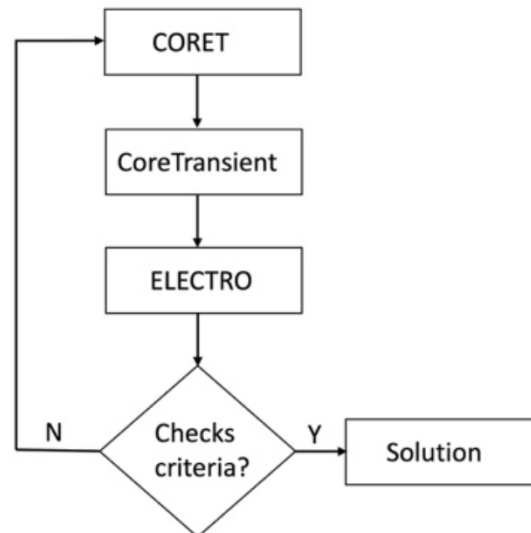 CORET
CoreTransient
ELECTRO
N
Checks
criteria?
Y
Solution